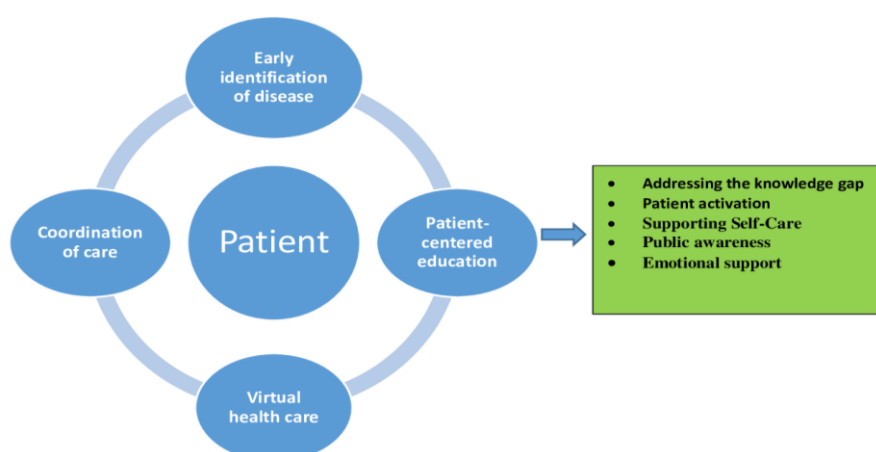 Early
identification
of disease
Coordination
of care
Patient
Patient-
centered
education
Virtual
health care
• Addressing the knowledge gap
• Patient activation
• Supporting Self-Care
• Public awareness
• Emotional support